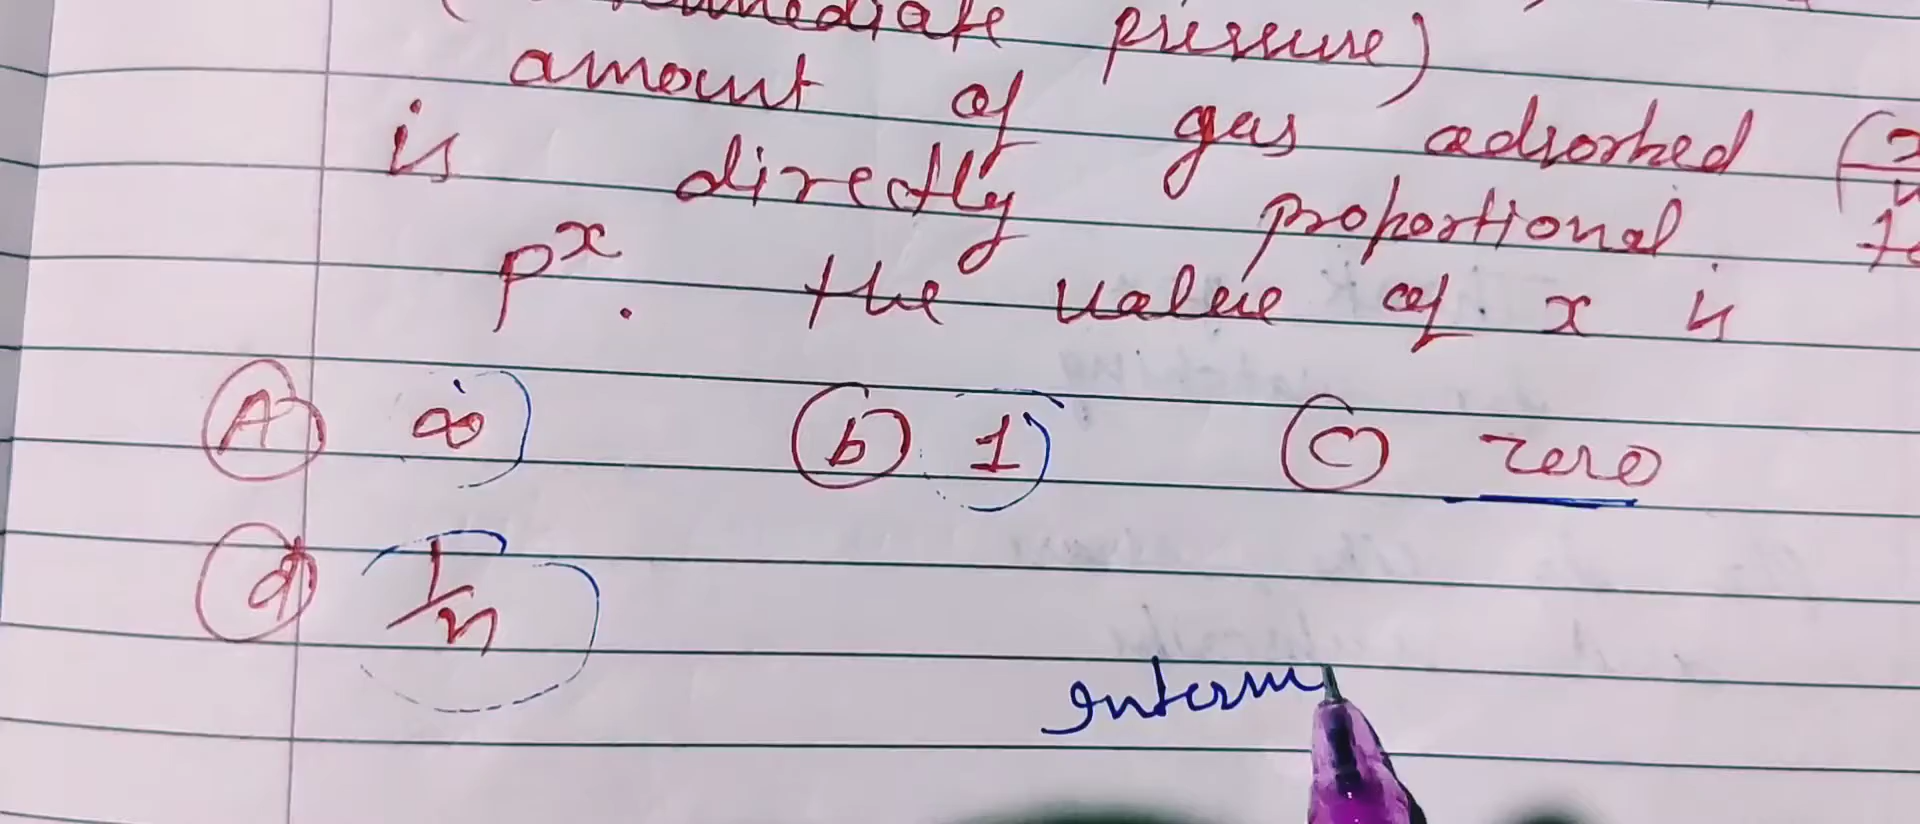 pressure)
amount of gas adsorbed
is directly proportional
p^x. the value of x is
(A) ∞ (b) 1 (c) zero
(d) 1/n
Interm